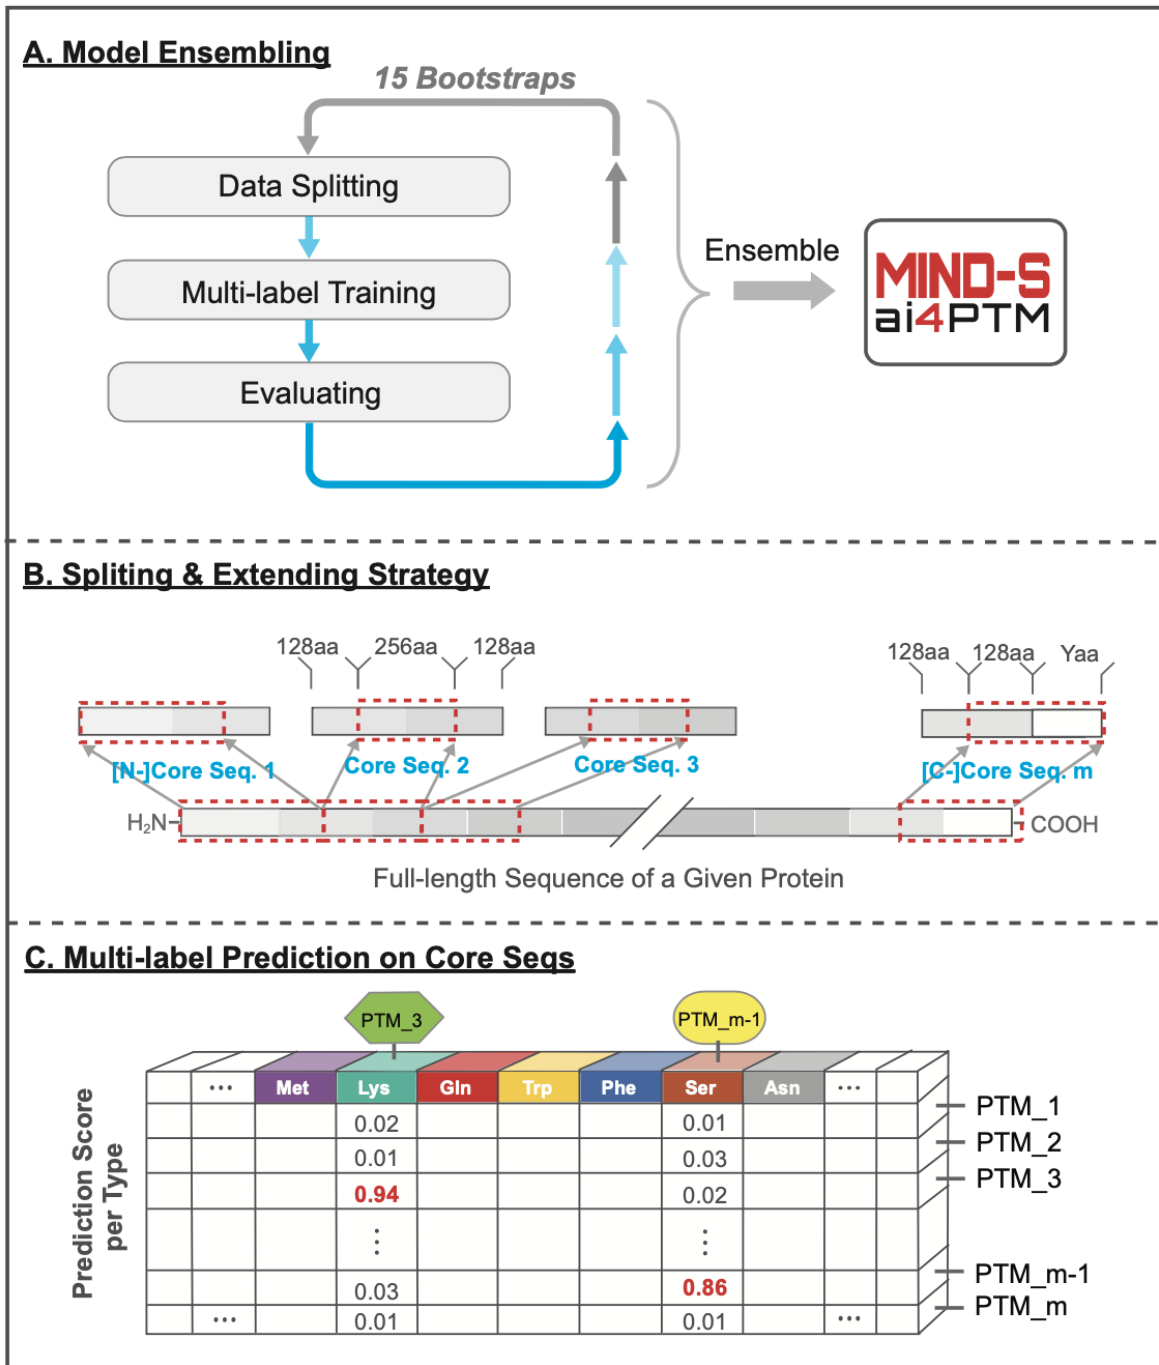 A. Model Ensembling
15 Bootstraps
Data Splitting
Multi-label Training
Evaluating
Ensemble
MIND-S
ai4PTM
B. Spliting & Extending Strategy
128aa 256aa 128aa
128aa 128aa Yaa
[N-]Core Seq. 1 Core Seq. 2 Core Seq. 3 [C-]Core Seq. m
H₂N COOH
Full-length Sequence of a Given Protein
C. Multi-label Prediction on Core Seqs
PTM_3 PTM_m-1
... Met Lys Gln Trp Phe Ser Asn ...
Prediction Score
per Type
0.02 0.01 PTM_1
0.01 0.03 PTM_2
0.94 0.02 PTM_3
⋮ ⋮
0.03 0.86 PTM_m-1
... 0.01 0.01 ... PTM_m